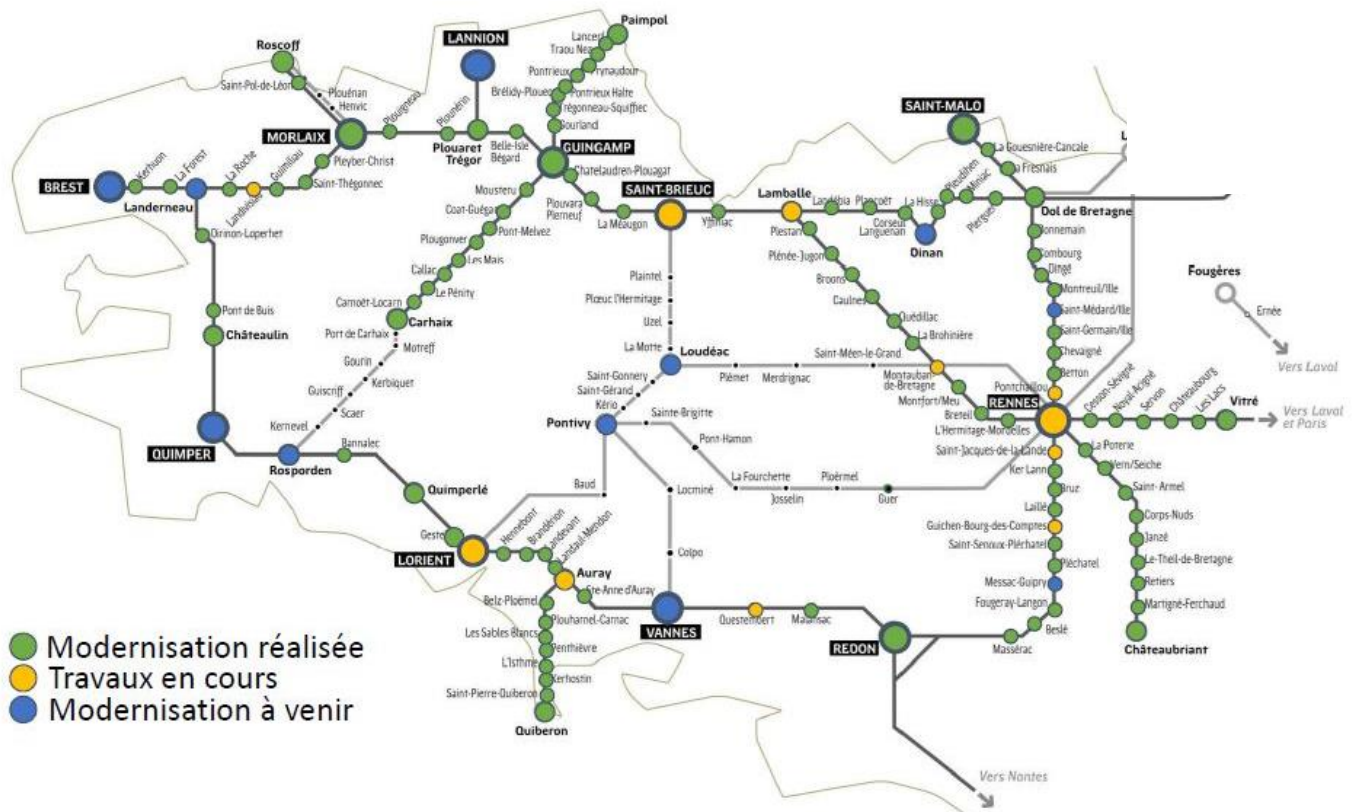 Paimpol
Lancerf
Traou Nez
Frynaudour
Pontrieux
Pontrieux Halte
Brélidy-Plouec
Trégonneau-Squiffiec
Gourland
LANNION
Roscoff
Saint-Pol-de-Léon
Plouénan
Henvic
MORLAIX
Plouigneau
Plounérin
Plouaret
Trégor
Belle-Isle
Bégard
GUINGAMP
Chatelaudren-Plouagat
Plouvara
Plerneuf
La Méaugon
SAINT-BRIEUC
Yffiniac
Lamballe
Landébia
Plancoët
Corseul
Languenan
La Hisse
Dinan
Pleudihen
Miniac
Plerguer
SAINT-MALO
La Gouesnière-Cancale
La Fresnais
Dol de Bretagne
BREST
Kerhuon
La Forest
Landerneau
La Roche
Landivisiau
Guimiliau
Saint-Thégonnec
Pleyber-Christ
Dirinon-Loperhet
Pont de Buis
Châteaulin
QUIMPER
Mousteru
Coat-Guégan
Pont-Melvez
Plougonver
Les Mais
Callac
Le Pénity
Carnoët-Locarn
Carhaix
Port de Carhaix
Motreff
Gourin
Kerbiquet
Guiscriff
Scaer
Kernevel
Rosporden
Bannalec
Quimperlé
Gestel
LORIENT
Hennebont
Brandérion
Landévant
Landaul-Mendon
Auray
Ste-Anne d'Auray
Belz-Ploëmel
Plouharnel-Carnac
Les Sables Blancs
Penthièvre
L'Isthme
Kerhostin
Saint-Pierre-Quiberon
Quiberon
Plaintel
Plœuc l'Hermitage
Uzel
La Motte
Loudéac
Saint-Gonnery
Saint-Gérand
Kério
Pontivy
Baud
Plémet
Merdrignac
Saint-Méen-le-Grand
Sainte-Brigitte
Pont-Hamon
La Fourchette
Josselin
Ploërmel
Guer
Locminé
Colpo
VANNES
Questembert
Malansac
REDON
Plestan
Plénée-Jugon
Broons
Caulnes
Quédillac
La Brohinière
Montauban-
de-Bretagne
Montfort/Meu
Breteil
L'Hermitage-Mordelles
Bonnemain
Combourg
Dingé
Montreuil/Ille
Saint-Médard/Ille
Saint-Germain/Ille
Chevaigné
Betton
Pontchaillou
RENNES
Cesson-Sévigné
Noyal-Acigné
Servon
Châteaubourg
Les Lacs
Vitré
Vers Laval
et Paris
Fougères
Ernée
Vers Laval
Saint-Jacques-de-la-Lande
Ker Lann
Bruz
Laillé
Guichen-Bourg-des-Comptes
Saint-Senoux-Pléchatel
Pléchatel
Messac-Guipry
Fougeray-Langon
Beslé
Massérac
La Poterie
Vern/Seiche
Saint- Armel
Corps-Nuds
Janzé
Le-Theil-de-Bretagne
Retiers
Martigné-Ferchaud
Châteaubriant
Vers Nantes
Modernisation réalisée
Travaux en cours
Modernisation à venir